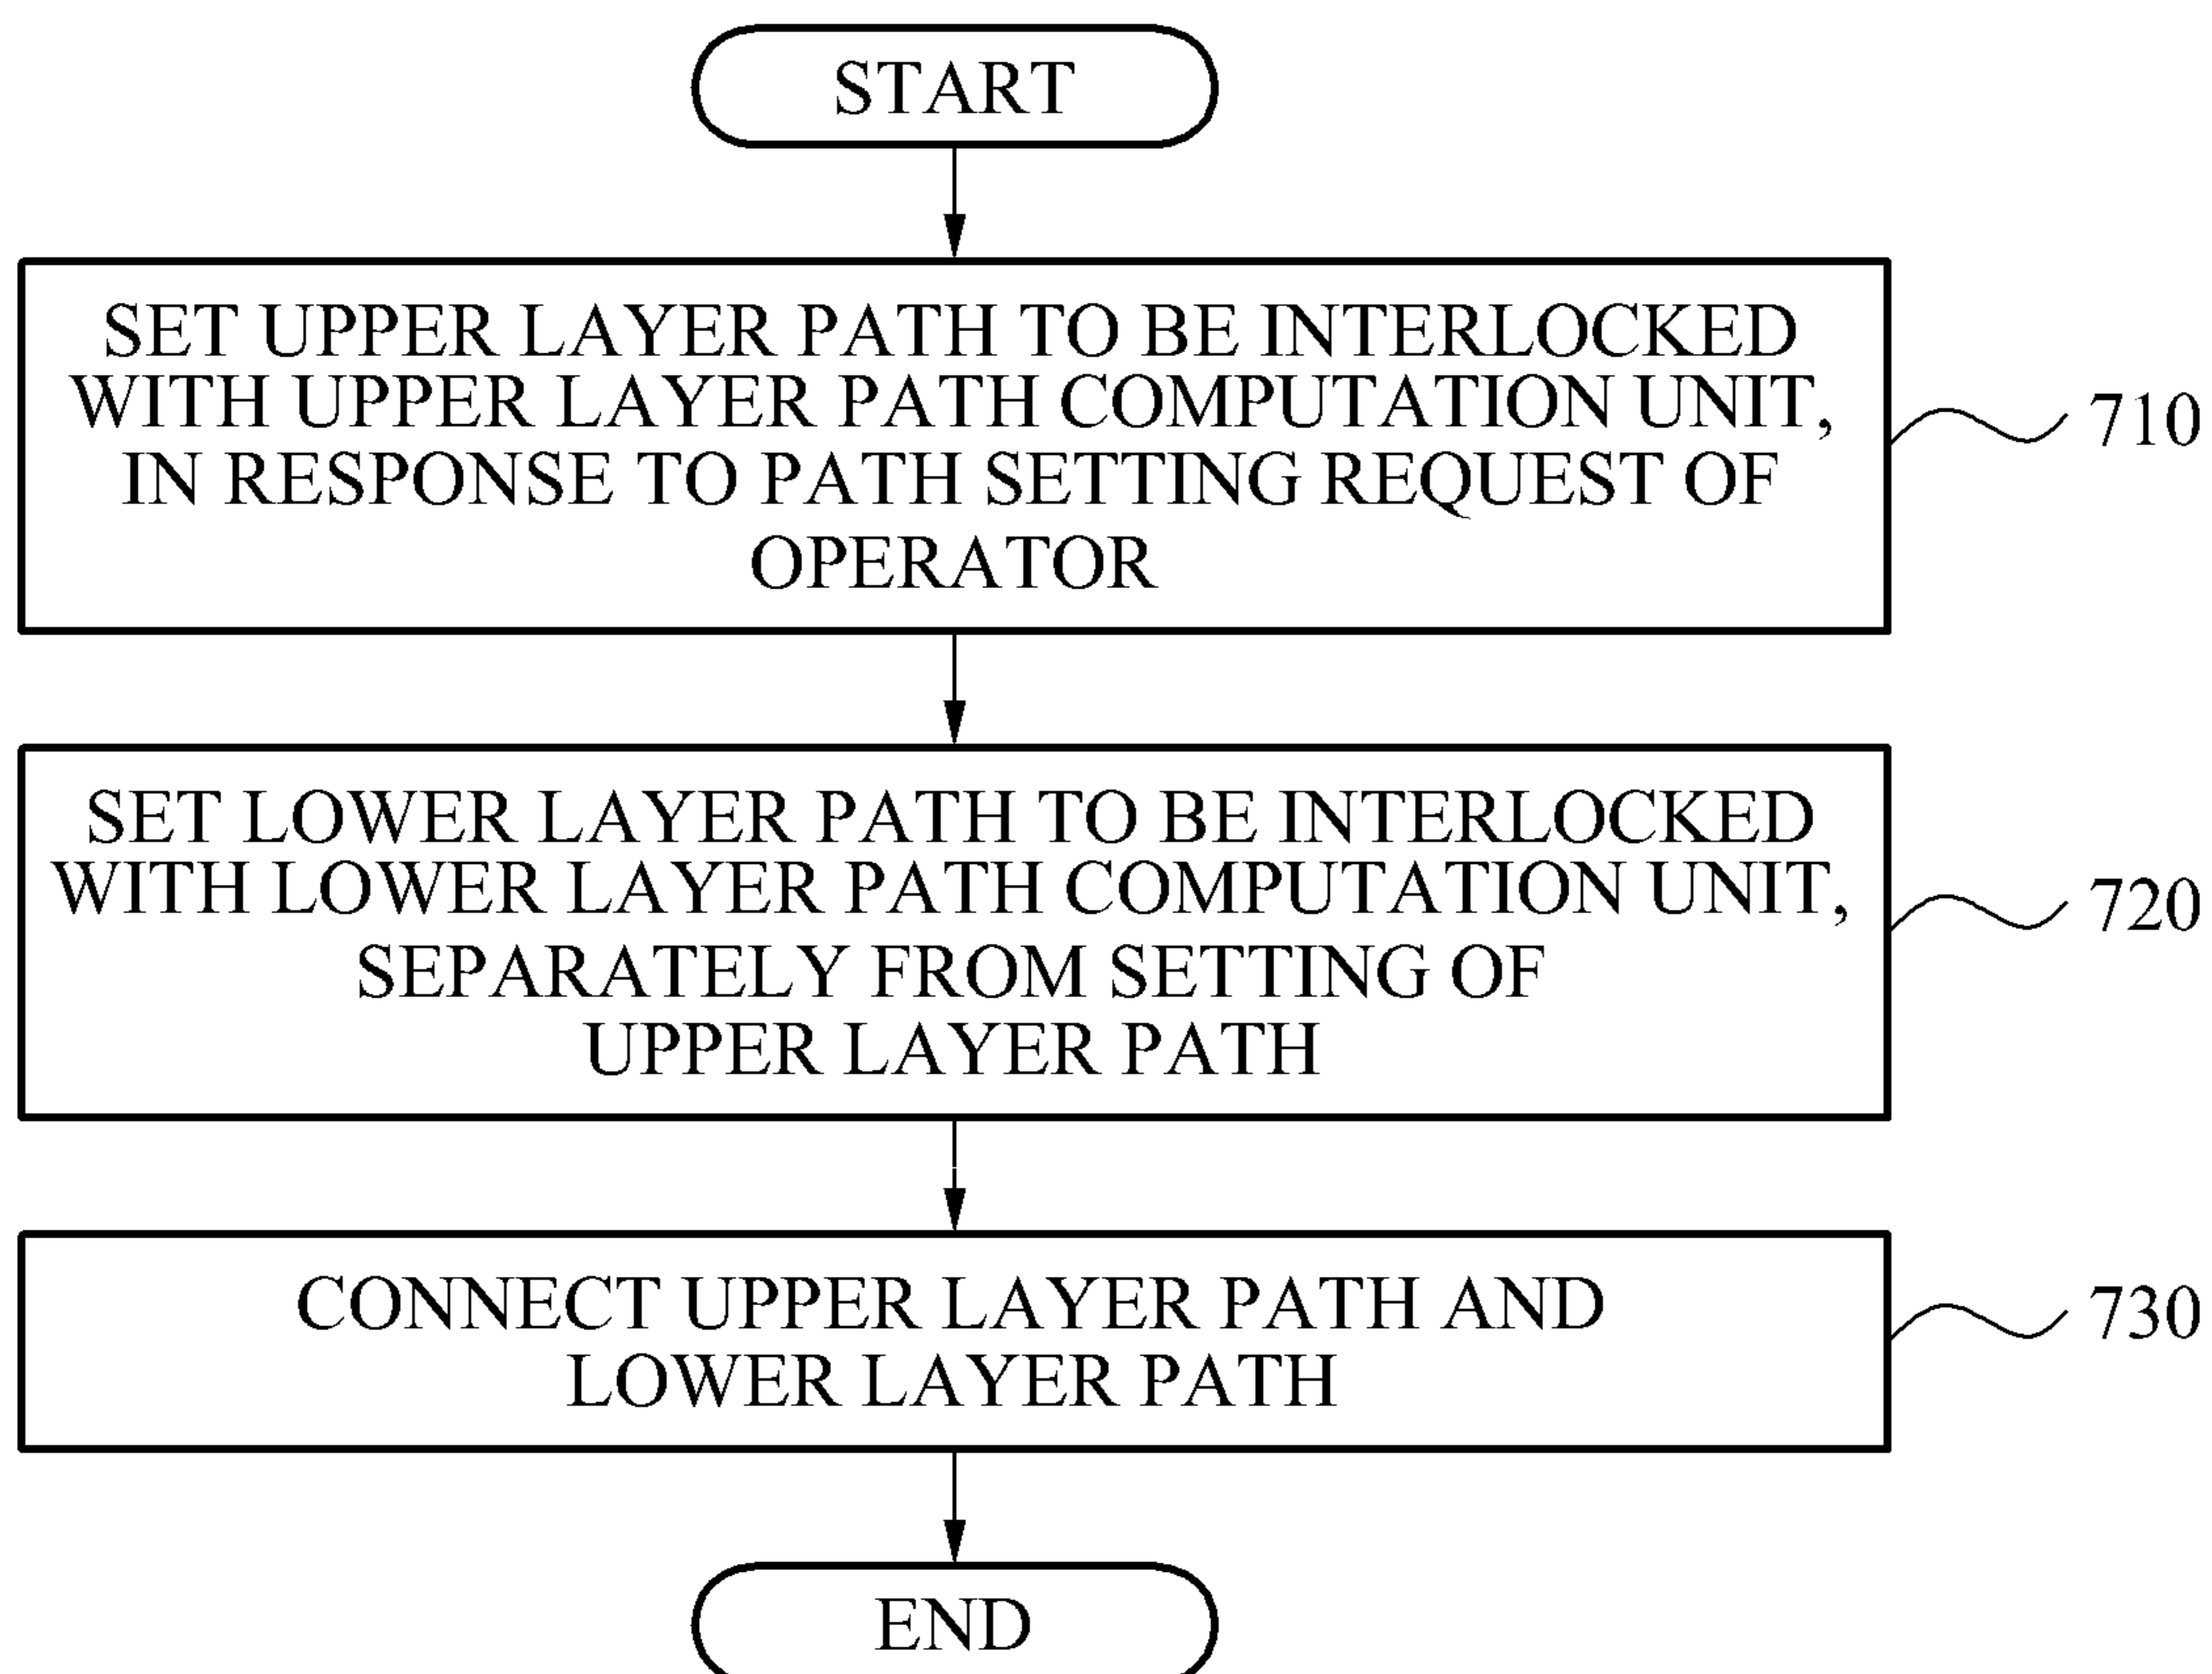 START
SET UPPER LAYER PATH TO BE INTERLOCKED
WITH UPPER LAYER PATH COMPUTATION UNIT,
IN RESPONSE TO PATH SETTING REQUEST OF
OPERATOR
710
SET LOWER LAYER PATH TO BE INTERLOCKED
WITH LOWER LAYER PATH COMPUTATION UNIT,
SEPARATELY FROM SETTING OF
UPPER LAYER PATH
720
CONNECT UPPER LAYER PATH AND
LOWER LAYER PATH
730
END